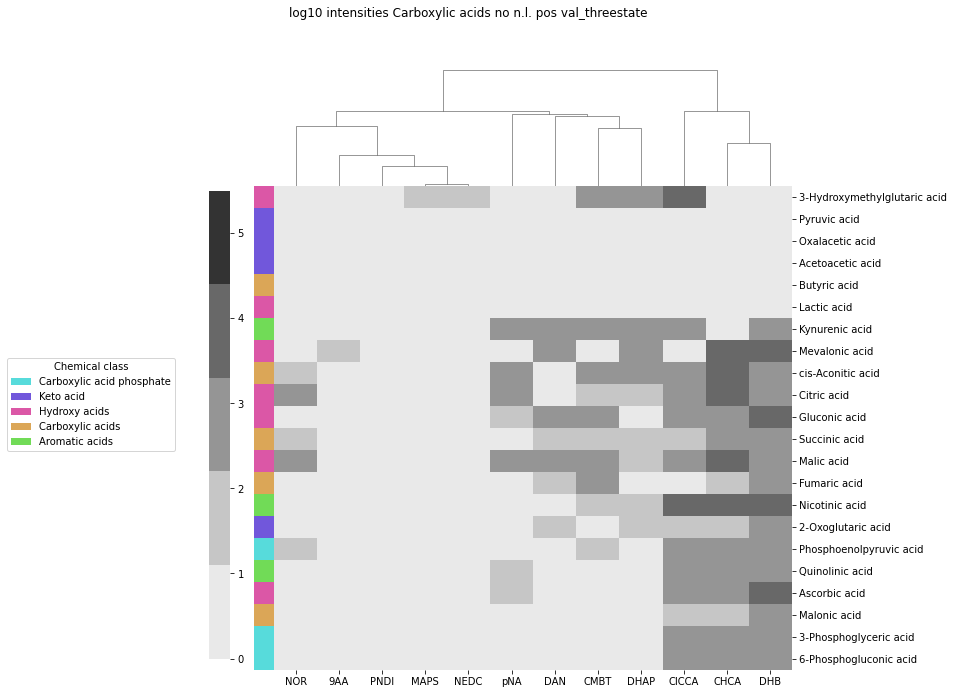 log10 intensities Carboxylic acids no n.l. pos val_threestate
5
4
3
2
1
0
Chemical class
Carboxylic acid phosphate
Keto acid
Hydroxy acids
Carboxylic acids
Aromatic acids
3-Hydroxymethylglutaric acid
Pyruvic acid
Oxalacetic acid
Acetoacetic acid
Butyric acid
Lactic acid
Kynurenic acid
Mevalonic acid
cis-Aconitic acid
Citric acid
Gluconic acid
Succinic acid
Malic acid
Fumaric acid
Nicotinic acid
2-Oxoglutaric acid
Phosphoenolpyruvic acid
Quinolinic acid
Ascorbic acid
Malonic acid
3-Phosphoglyceric acid
6-Phosphogluconic acid
NOR 9AA PNDI MAPS NEDC pNA DAN CMBT DHAP ClCCA CHCA DHB